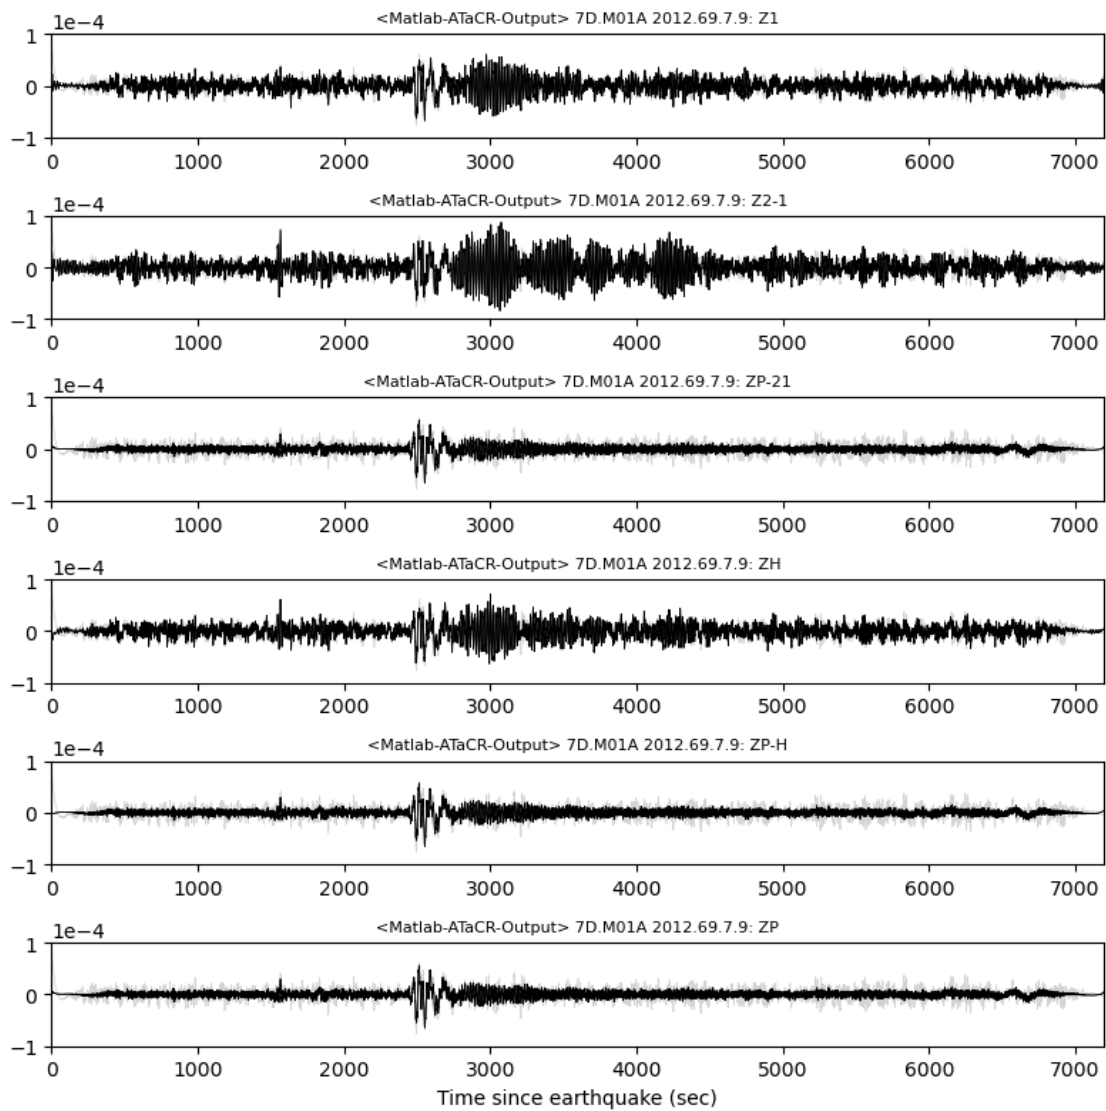 <Matlab-ATaCR-Output> 7D.M01A 2012.69.7.9: Z1
1e−4
1
0
−1
0 1000 2000 3000 4000 5000 6000 7000
<Matlab-ATaCR-Output> 7D.M01A 2012.69.7.9: Z2-1
1e−4
1
0
−1
0 1000 2000 3000 4000 5000 6000 7000
<Matlab-ATaCR-Output> 7D.M01A 2012.69.7.9: ZP-21
1e−4
1
0
−1
0 1000 2000 3000 4000 5000 6000 7000
<Matlab-ATaCR-Output> 7D.M01A 2012.69.7.9: ZH
1e−4
1
0
−1
0 1000 2000 3000 4000 5000 6000 7000
<Matlab-ATaCR-Output> 7D.M01A 2012.69.7.9: ZP-H
1e−4
1
0
−1
0 1000 2000 3000 4000 5000 6000 7000
<Matlab-ATaCR-Output> 7D.M01A 2012.69.7.9: ZP
1e−4
1
0
−1
0 1000 2000 3000 4000 5000 6000 7000
Time since earthquake (sec)